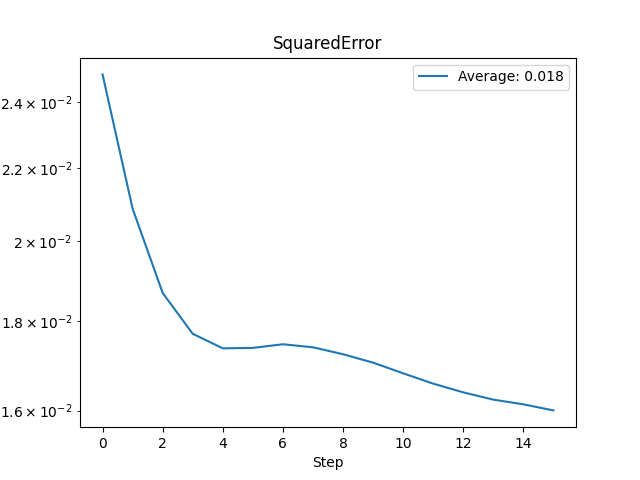 SquaredError
Average: 0.018
2.4 × 10⁻²
2.2 × 10⁻²
2 × 10⁻²
1.8 × 10⁻²
1.6 × 10⁻²
0 2 4 6 8 10 12 14
Step